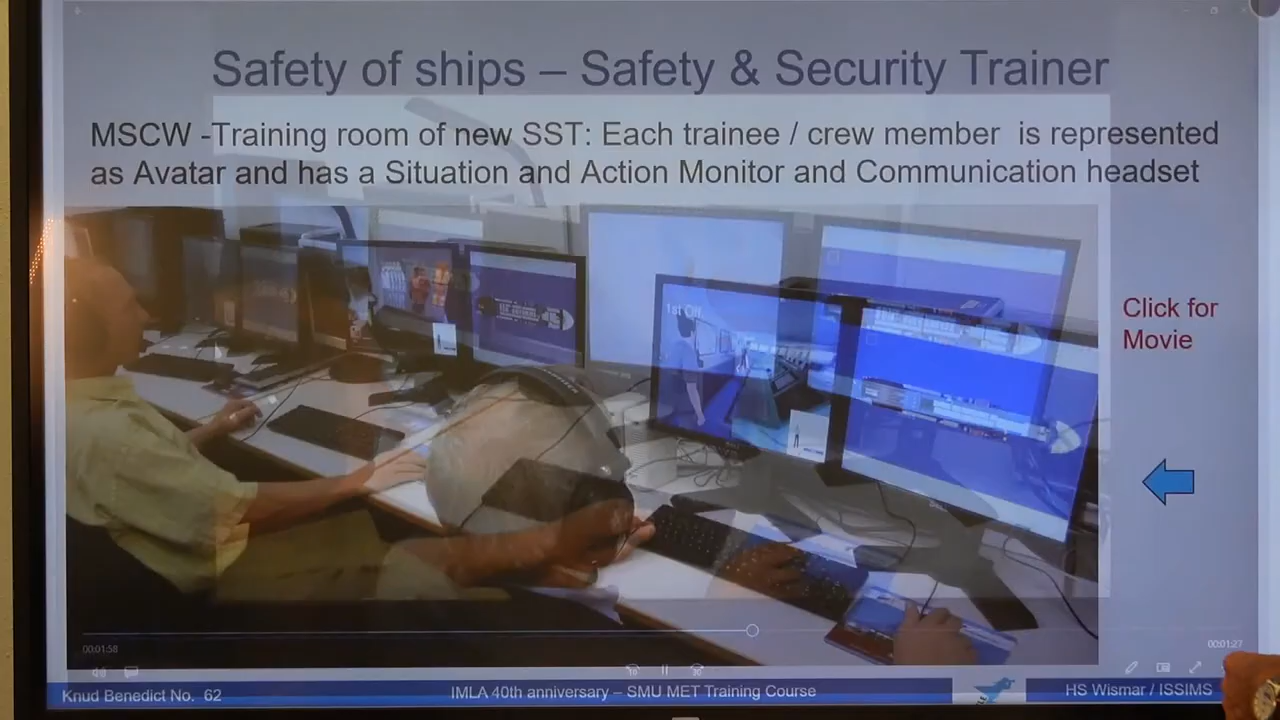 Safety of ships – Safety & Security Trainer
MSCW -Training room of new SST: Each trainee / crew member is represented
as Avatar and has a Situation and Action Monitor and Communication headset
1st Off.
Click for
Movie
00:01:58
00:01:27
Knud Benedict No. 62
IMLA 40th anniversary – SMU MET Training Course
HS Wismar / ISSIMS